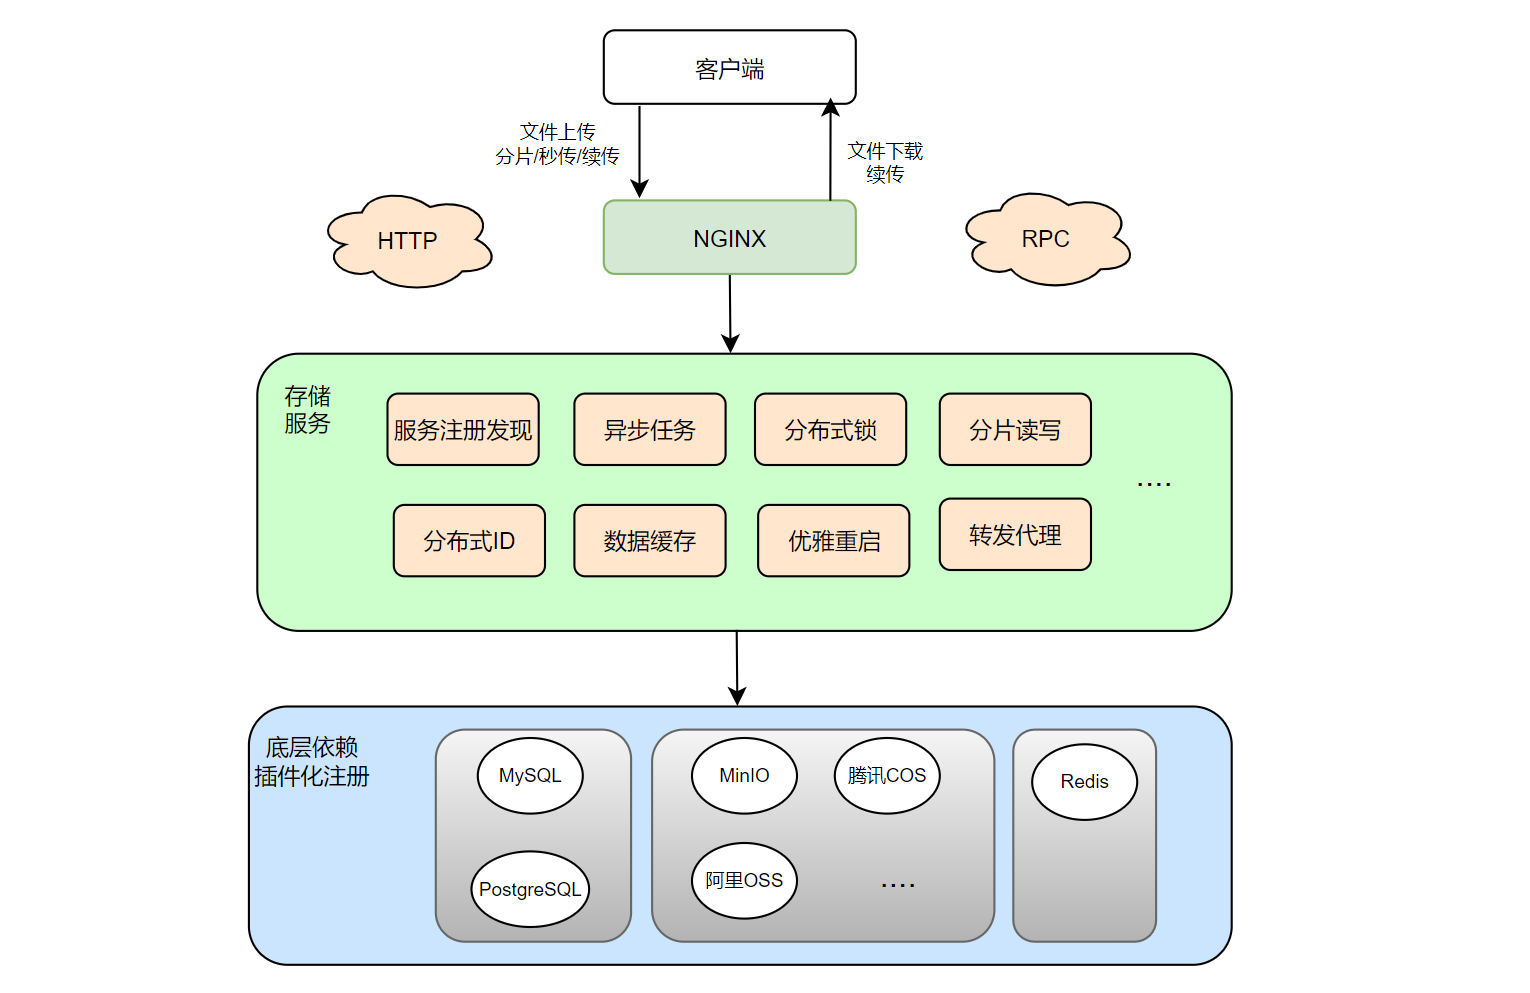 客户端
文件上传
分片/秒传/续传
文件下载
续传
HTTP
NGINX
RPC
存储
服务
服务注册发现
异步任务
分布式锁
分片读写
....
分布式ID
数据缓存
优雅重启
转发代理
底层依赖
插件化注册
MySQL
MinIO
腾讯COS
Redis
PostgreSQL
阿里OSS
....